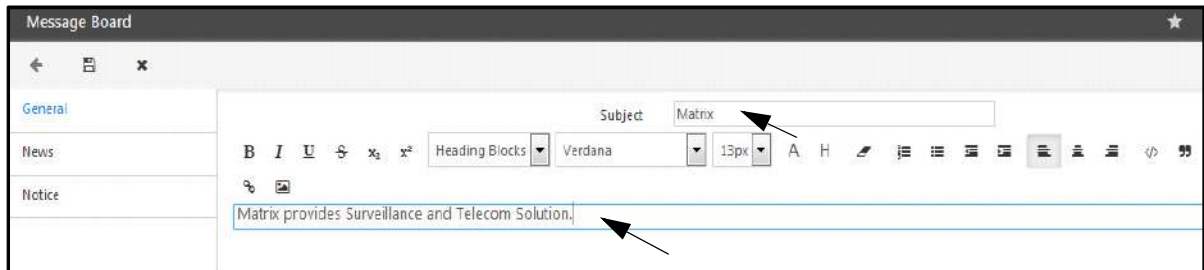 Message Board
General
Subject Matrix
News
B I U S x₂ x² Heading Blocks Verdana 13px A H </> ”
Notice
Matrix provides Surveillance and Telecom Solution.